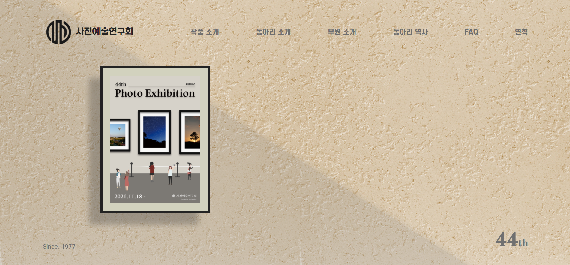 사진예술연구회
작품 소개
동아리 소개
부원 소개
동아리 역사
FAQ
연혁
44th
Photo Exhibition
Since. 1977
44th